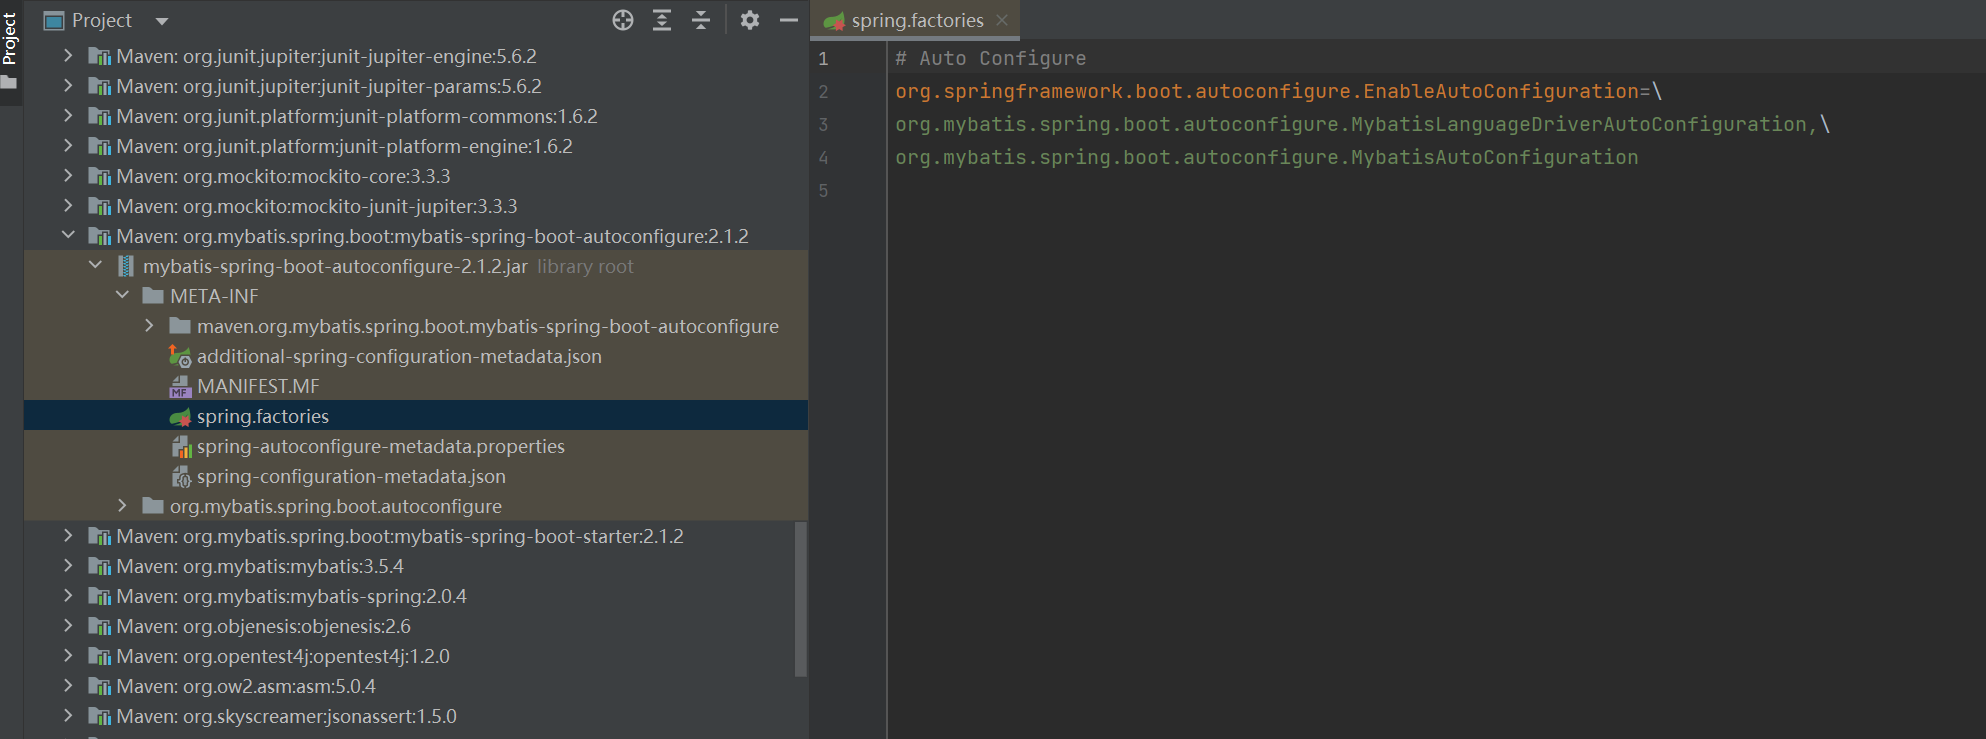 Project
Project
Maven: org.junit.jupiter:junit-jupiter-engine:5.6.2
Maven: org.junit.jupiter:junit-jupiter-params:5.6.2
Maven: org.junit.platform:junit-platform-commons:1.6.2
Maven: org.junit.platform:junit-platform-engine:1.6.2
Maven: org.mockito:mockito-core:3.3.3
Maven: org.mockito:mockito-junit-jupiter:3.3.3
Maven: org.mybatis.spring.boot:mybatis-spring-boot-autoconfigure:2.1.2
mybatis-spring-boot-autoconfigure-2.1.2.jar library root
META-INF
maven.org.mybatis.spring.boot.mybatis-spring-boot-autoconfigure
additional-spring-configuration-metadata.json
MF MANIFEST.MF
spring.factories
spring-autoconfigure-metadata.properties
spring-configuration-metadata.json
org.mybatis.spring.boot.autoconfigure
Maven: org.mybatis.spring.boot:mybatis-spring-boot-starter:2.1.2
Maven: org.mybatis:mybatis:3.5.4
Maven: org.mybatis:mybatis-spring:2.0.4
Maven: org.objenesis:objenesis:2.6
Maven: org.opentest4j:opentest4j:1.2.0
Maven: org.ow2.asm:asm:5.0.4
Maven: org.skyscreamer:jsonassert:1.5.0
spring.factories
1 # Auto Configure
2 org.springframework.boot.autoconfigure.EnableAutoConfiguration=\
3 org.mybatis.spring.boot.autoconfigure.MybatisLanguageDriverAutoConfiguration,\
4 org.mybatis.spring.boot.autoconfigure.MybatisAutoConfiguration
5